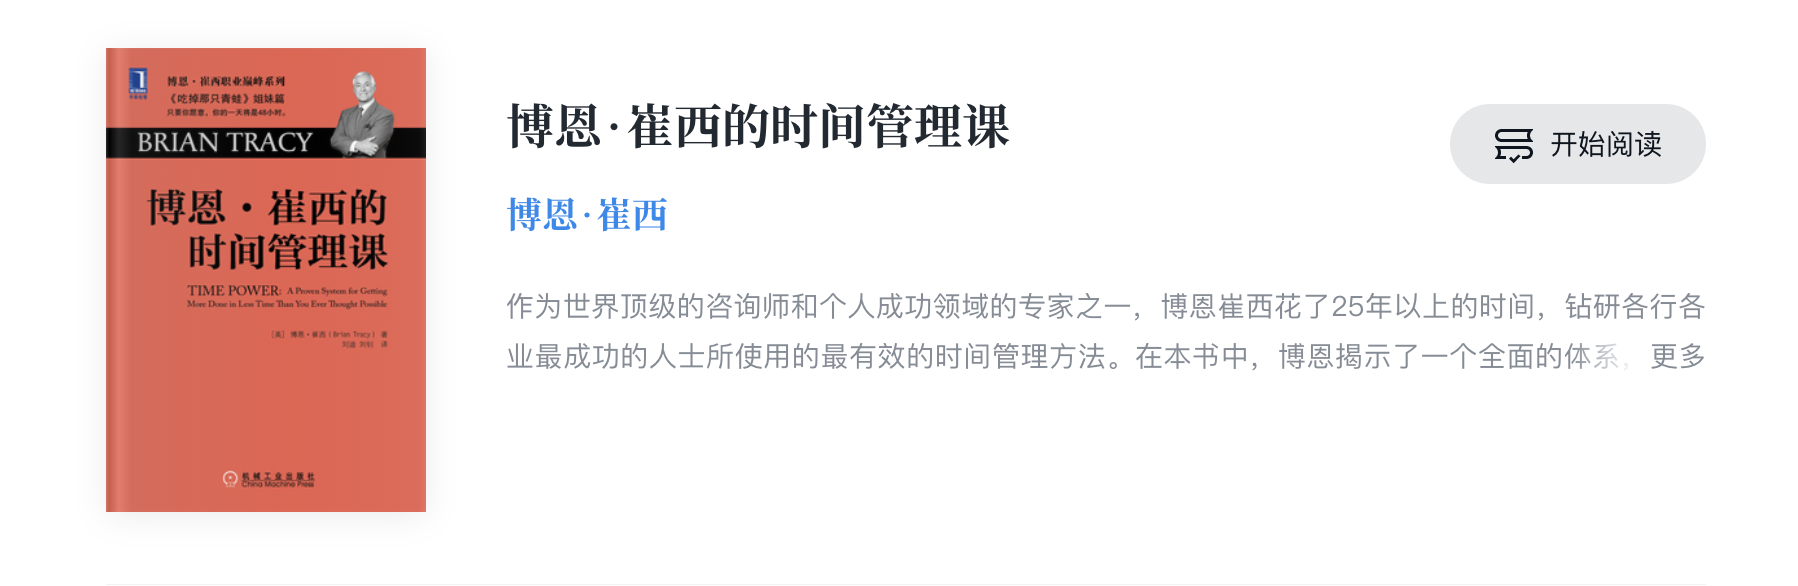 博恩·崔西职业巅峰系列
《吃掉那只青蛙》姐妹篇
只要你愿意，你的一天将是48小时。
BRIAN TRACY
博恩·崔西的
时间管理课
TIME POWER: A Proven System for Getting
More Done in Less Time Than You Ever Thought Possible
［美］博恩·崔西（Brian Tracy）著
译
机械工业出版社
China Machine Press
博恩·崔西的时间管理课
博恩·崔西
作为世界顶级的咨询师和个人成功领域的专家之一，博恩崔西花了25年以上的时间，钻研各行各
业最成功的人士所使用的最有效的时间管理方法。在本书中，博恩揭示了一个全面的体系，更多
开始阅读